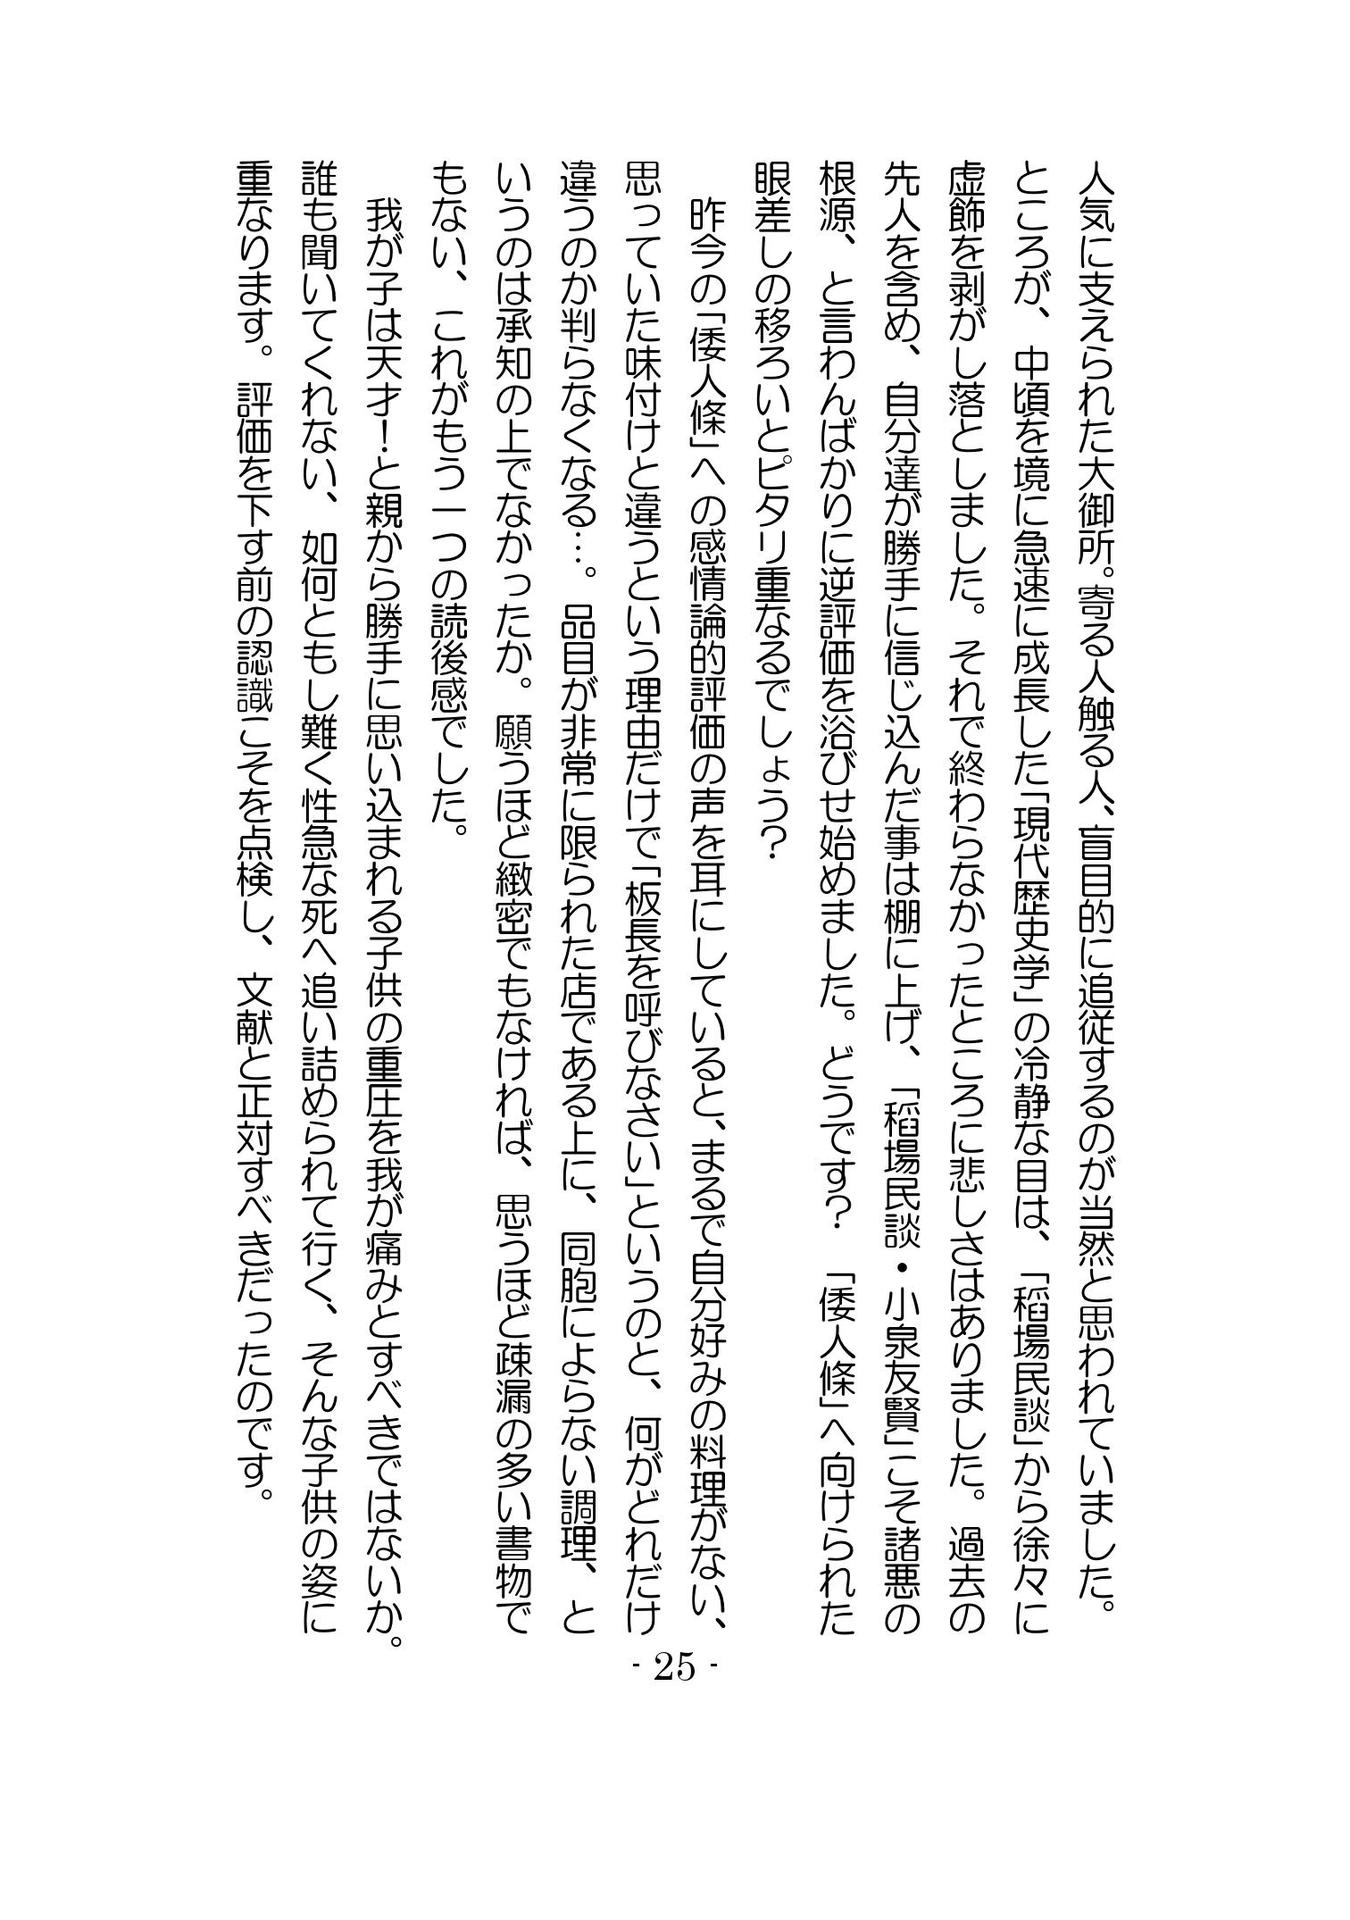 人気に支えられた大御所。寄る人触る人、盲目的に追従するのが当然と思われていました。
ところが、中頃を境に急速に成長した「現代歴史学」の冷静な目は、「稻場民談」から徐々に
虚飾を剥がし落としました。それで終わらなかったところに悲しさはありました。過去の
先人を含め、自分達が勝手に信じ込んだ事は棚に上げ、「稻場民談・小泉友賢」こそ諸悪の
根源、と言わんばかりに逆評価を浴びせ始めました。どうです？　「倭人條」へ向けられた
眼差しの移ろいとピタリ重なるでしょう？
　昨今の「倭人條」への感情論的評価の声を耳にしていると、まるで自分好みの料理がない、
思っていた味付けと違うという理由だけで「板長を呼びなさい」というのと、何がどれだけ
違うのか判らなくなる…。品目が非常に限られた店である上に、同胞によらない調理、と
いうのは承知の上でなかったか。願うほど緻密でもなければ、思うほど疎漏の多い書物で
もない、これがもう一つの読後感でした。
　我が子は天才！と親から勝手に思い込まれる子供の重圧を我が痛みとすべきではないか。
誰も聞いてくれない、如何ともし難く性急な死へ追い詰められて行く、そんな子供の姿に
重なります。評価を下す前の認識こそを点検し、文献と正対すべきだったのです。
- 25 -